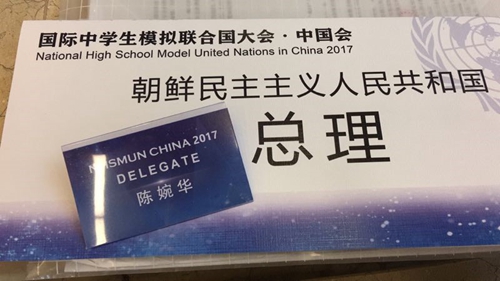 国际中学生模拟联合国大会·中国会
National High School Model United Nations in China 2017
朝鲜民主主义人民共和国
总理
NHSMUN CHINA 2017
DELEGATE
陈婉华